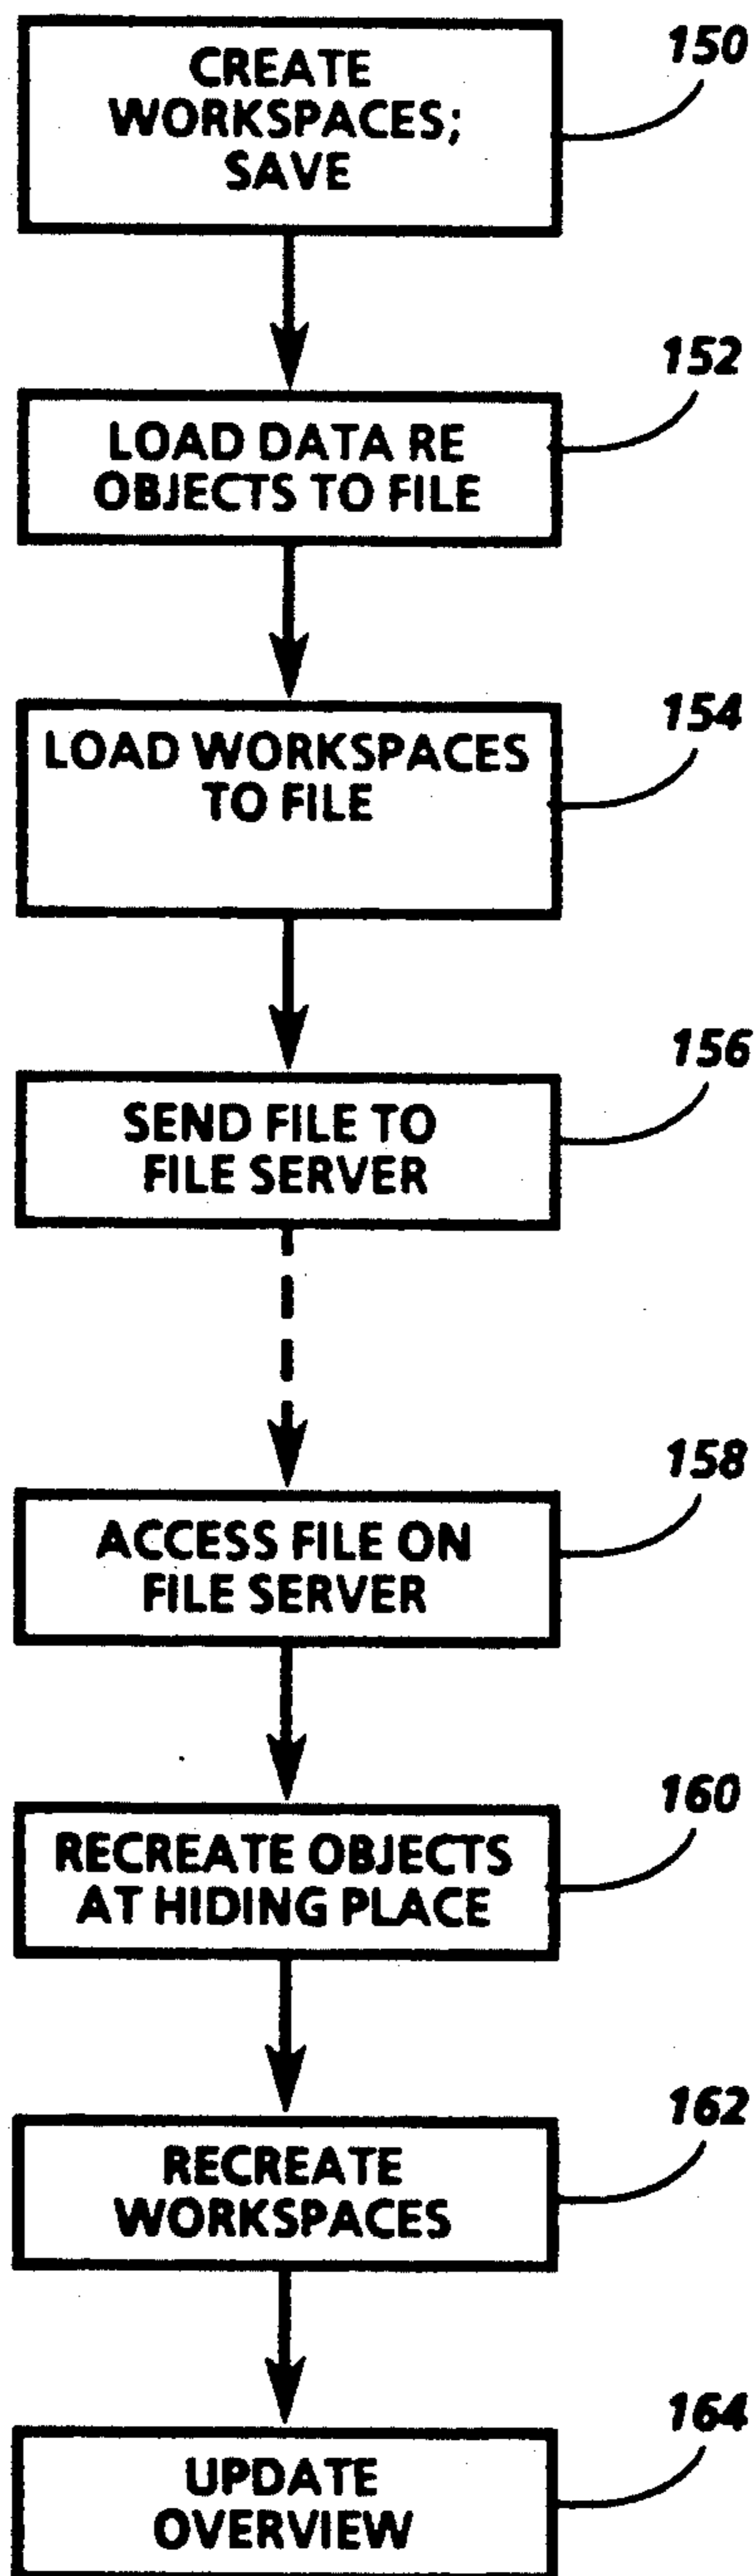 150
CREATE
WORKSPACES;
SAVE
152
LOAD DATA RE
OBJECTS TO FILE
154
LOAD WORKSPACES
TO FILE
156
SEND FILE TO
FILE SERVER
158
ACCESS FILE ON
FILE SERVER
160
RECREATE OBJECTS
AT HIDING PLACE
162
RECREATE
WORKSPACES
164
UPDATE
OVERVIEW